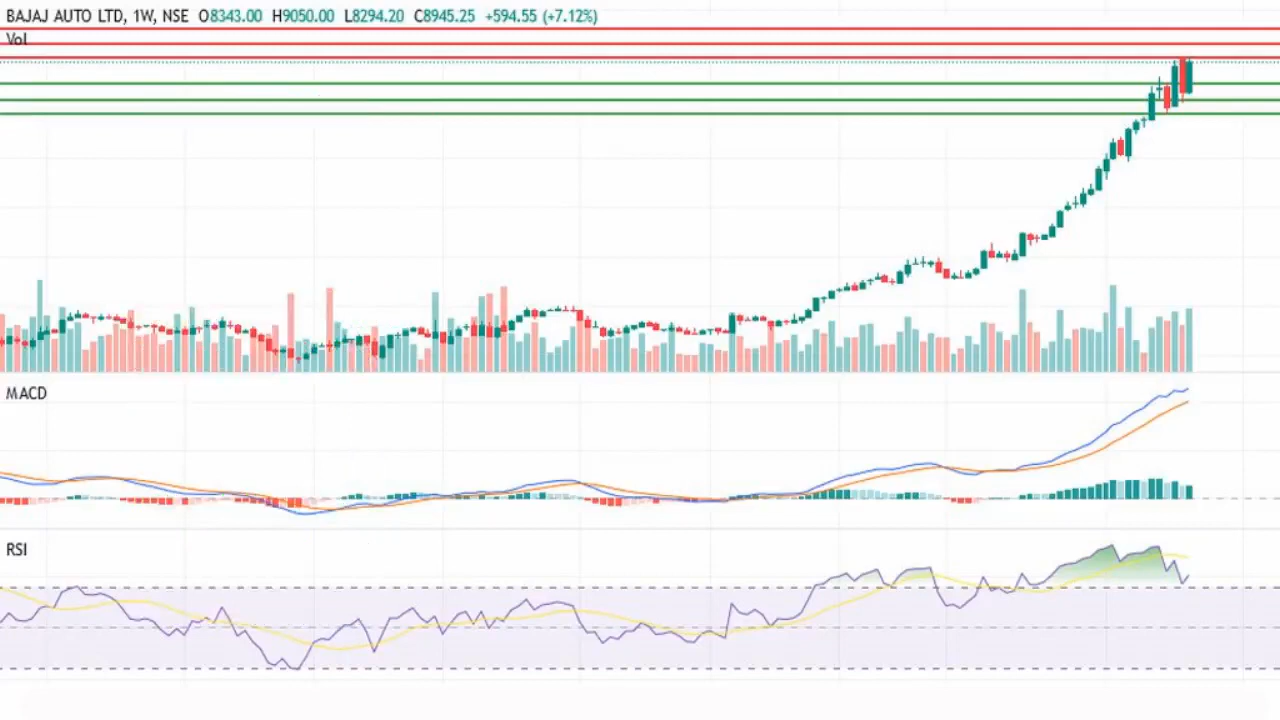 BAJAJ AUTO LTD, 1W, NSE O8343.00 H9050.00 L8294.20 C8945.25 +594.55 (+7.12%)
Vol
MACD
RSI